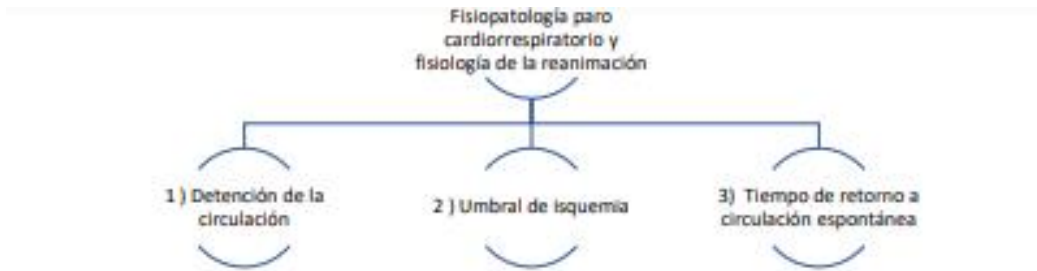 Fisiopatología paro
cardiorrespiratorio y
fisiología de la reanimación
1 ) Detención de la
circulación
2 ) Umbral de isquemia
3) Tiempo de retorno a
circulación espontánea